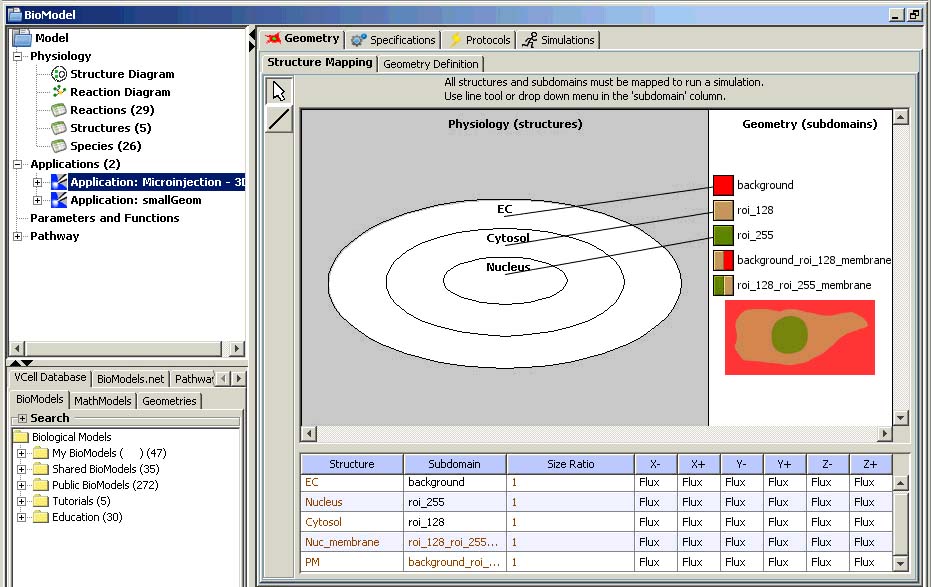 BioModel
Model
Physiology
Structure Diagram
Reaction Diagram
Reactions (29)
Structures (5)
Species (26)
Applications (2)
Application: Microinjection - 3D
Application: smallGeom
Parameters and Functions
Pathway
VCell Database BioModels.net Pathway
BioModels MathModels Geometries
Search
Biological Models
My BioModels ( ) (47)
Shared BioModels (35)
Public BioModels (272)
Tutorials (5)
Education (30)
Geometry Specifications Protocols Simulations
Structure Mapping Geometry Definition
All structures and subdomains must be mapped to run a simulation.
Use line tool or drop down menu in the 'subdomain' column.
Physiology (structures)
EC
Cytosol
Nucleus
Geometry (subdomains)
background
roi_128
roi_255
background_roi_128_membrane
roi_128_roi_255_membrane
Structure Subdomain Size Ratio X- X+ Y- Y+ Z- Z+
EC background 1 Flux Flux Flux Flux Flux Flux
Nucleus roi_255 1 Flux Flux Flux Flux Flux Flux
Cytosol roi_128 1 Flux Flux Flux Flux Flux Flux
Nuc_membrane roi_128_roi_255... 1 Flux Flux Flux Flux Flux Flux
PM background_roi_... 1 Flux Flux Flux Flux Flux Flux